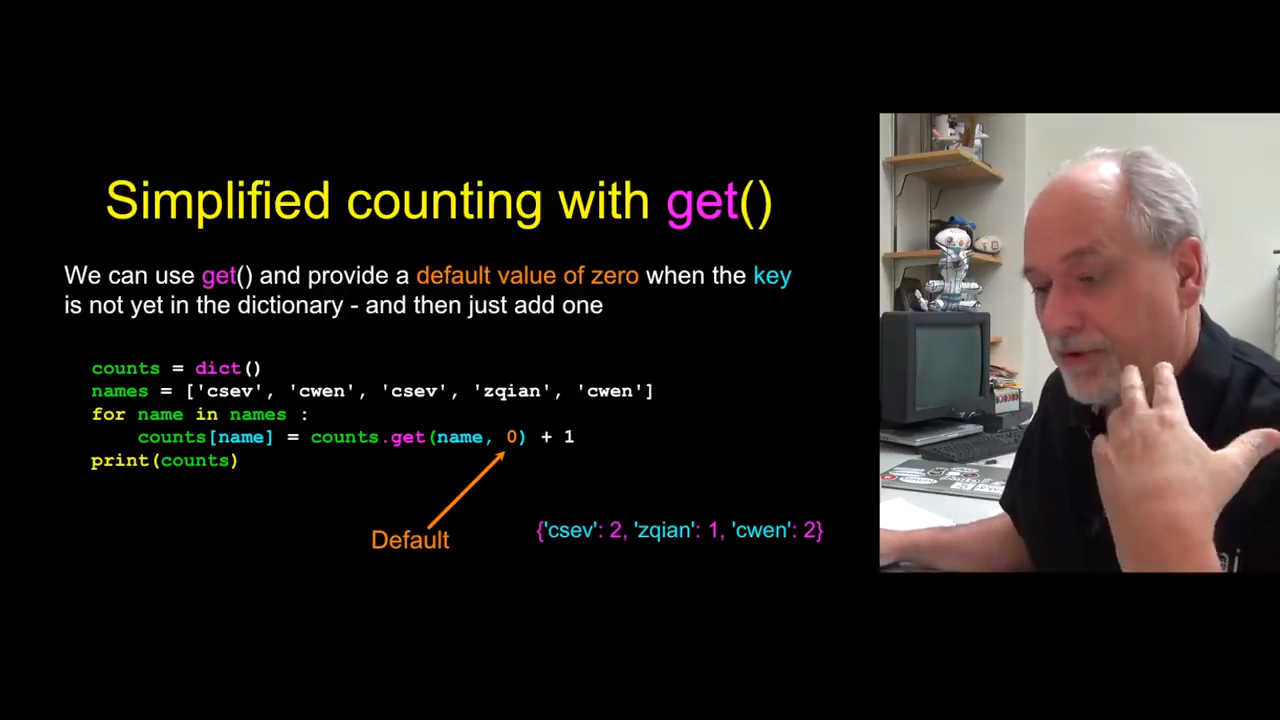 Simplified counting with get()
We can use get() and provide a default value of zero when the key
is not yet in the dictionary - and then just add one
counts = dict()
names = ['csev', 'cwen', 'csev', 'zqian', 'cwen']
for name in names :
    counts[name] = counts.get(name, 0) + 1
print(counts)
Default
{'csev': 2, 'zqian': 1, 'cwen': 2}